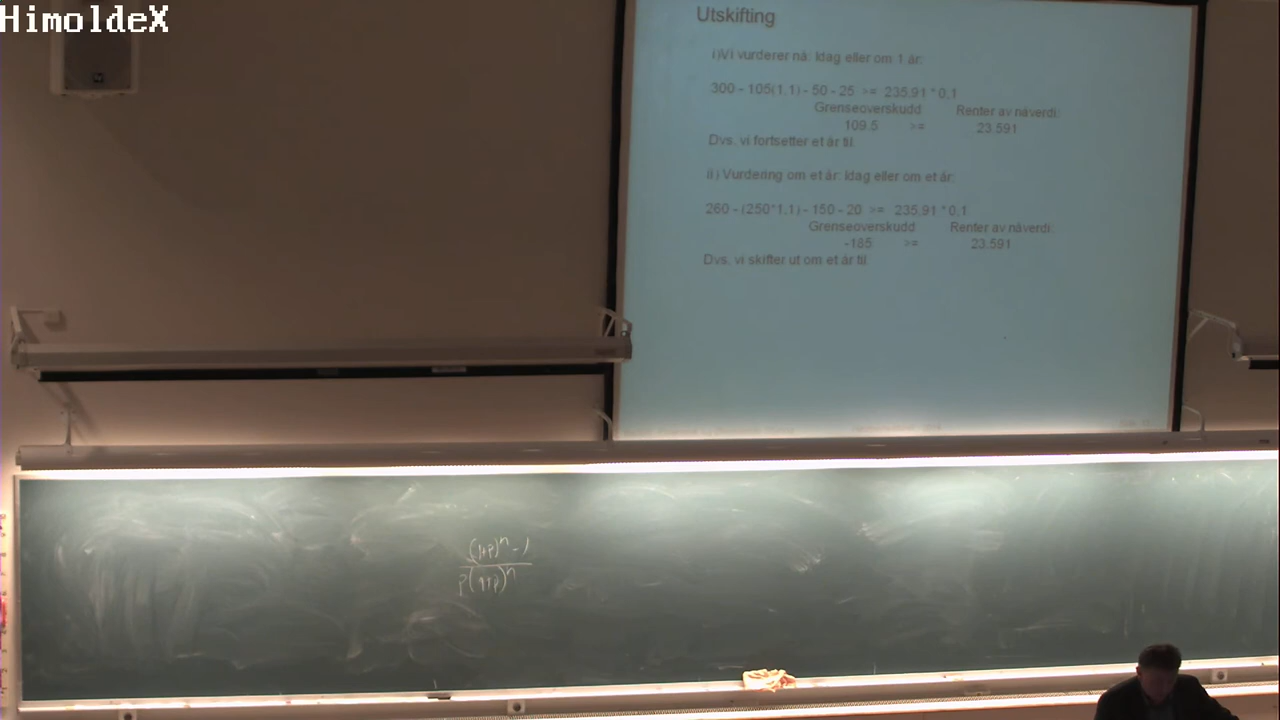 HimoldeX
Utskifting
i)Vi vurderer nå: Idag eller om 1 år:
300 - 105(1,1) - 50 - 25 >= 235,91 * 0,1
Grenseoverskudd Renter av nåverdi:
109.5 >= 23.591
Dvs. vi fortsetter et år til.
ii) Vurdering om et år: Idag eller om et år:
260 - (250*1,1) - 150 - 20 >= 235,91 * 0,1
Grenseoverskudd Renter av nåverdi:
-185 >= 23.591
Dvs. vi skifter ut om et år til
(1+p)^n - 1
p(1+p)^n